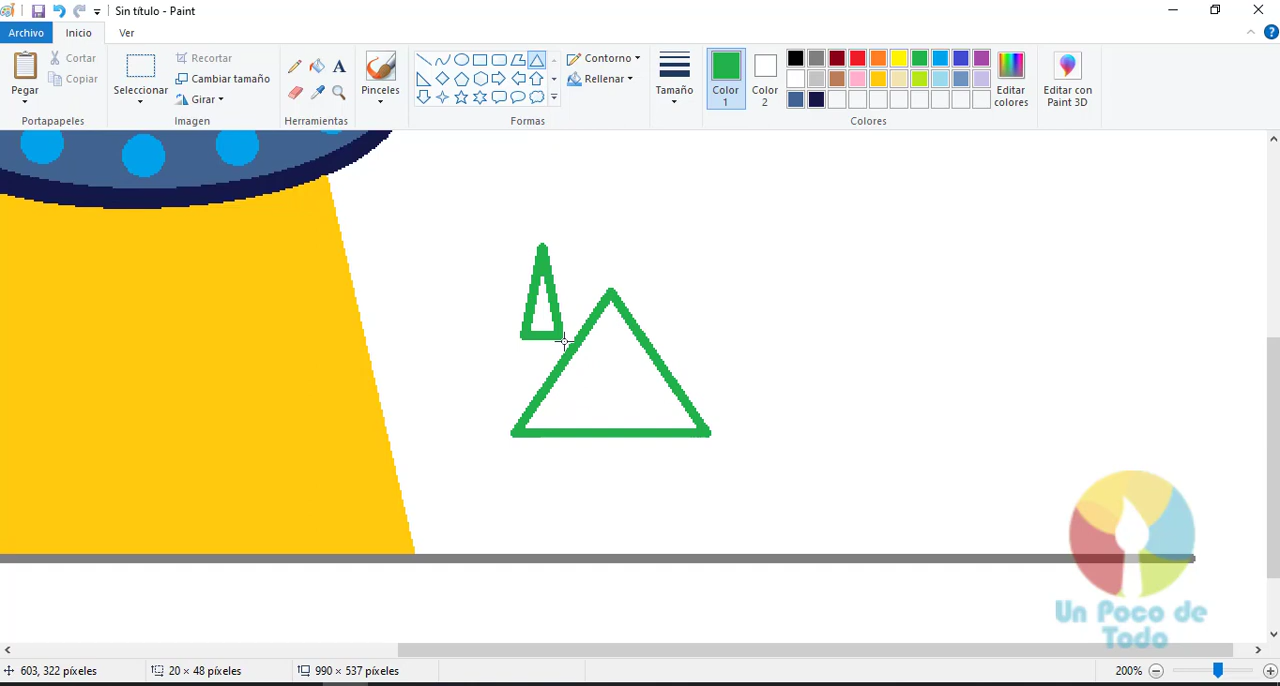 Sin título - Paint
Archivo Inicio Ver
Pegar
Cortar
Copiar
Portapapeles
Seleccionar
Recortar
Cambiar tamaño
Girar
Imagen
A
Herramientas
Pinceles
Contorno
Rellenar
Formas
Tamaño
Color 1
Color 2
Editar colores
Colores
Editar con Paint 3D
Un Poco de
Todo
603, 322 píxeles 20 × 48 píxeles 990 × 537 píxeles 200%